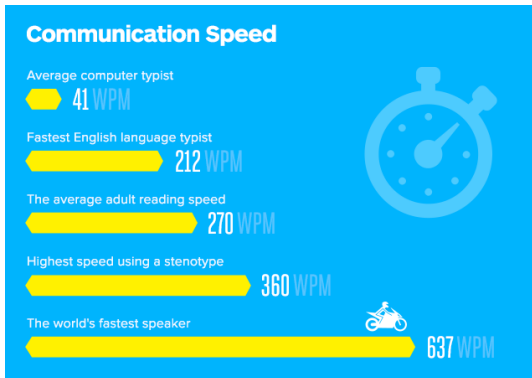 Communication Speed
Average computer typist
41 WPM
Fastest English language typist
212 WPM
The average adult reading speed
270 WPM
Highest speed using a stenotype
360 WPM
The world's fastest speaker
637 WPM